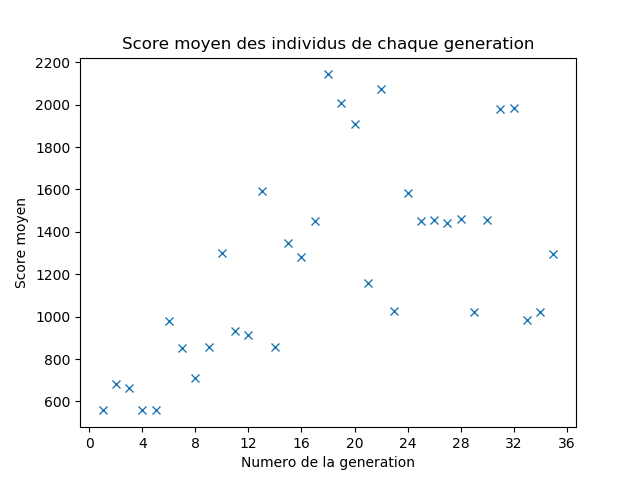 Score moyen des individus de chaque generation
2200
2000
1800
1600
1400
1200
1000
800
600
Score moyen
0 4 8 12 16 20 24 28 32 36
Numero de la generation